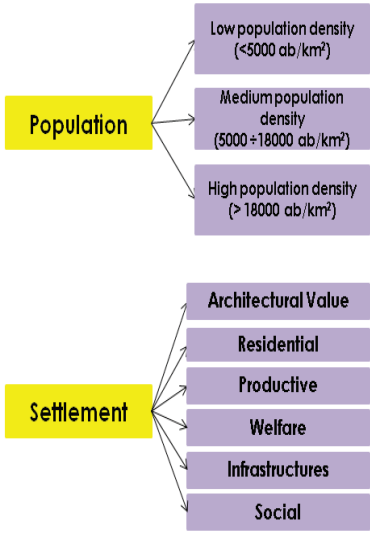 Low population density
(<5000 ab/km²)
Population
Medium population
density
(5000÷18000 ab/km²)
High population density
(> 18000 ab/km²)
Architectural Value
Residential
Productive
Settlement
Welfare
Infrastructures
Social